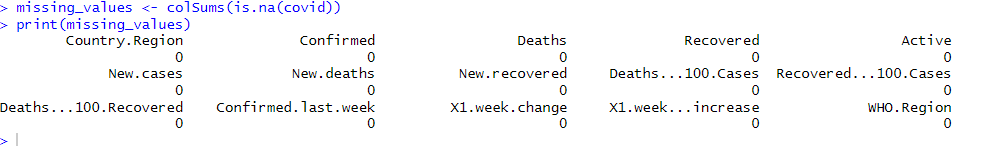 > missing_values <- colSums(is.na(covid))
> print(missing_values)
Country.Region Confirmed Deaths Recovered Active
0 0 0 0 0
New.cases New.deaths New.recovered Deaths...100.Cases Recovered...100.Cases
0 0 0 0 0
Deaths...100.Recovered Confirmed.last.week X1.week.change X1.week...increase WHO.Region
0 0 0 0 0
>